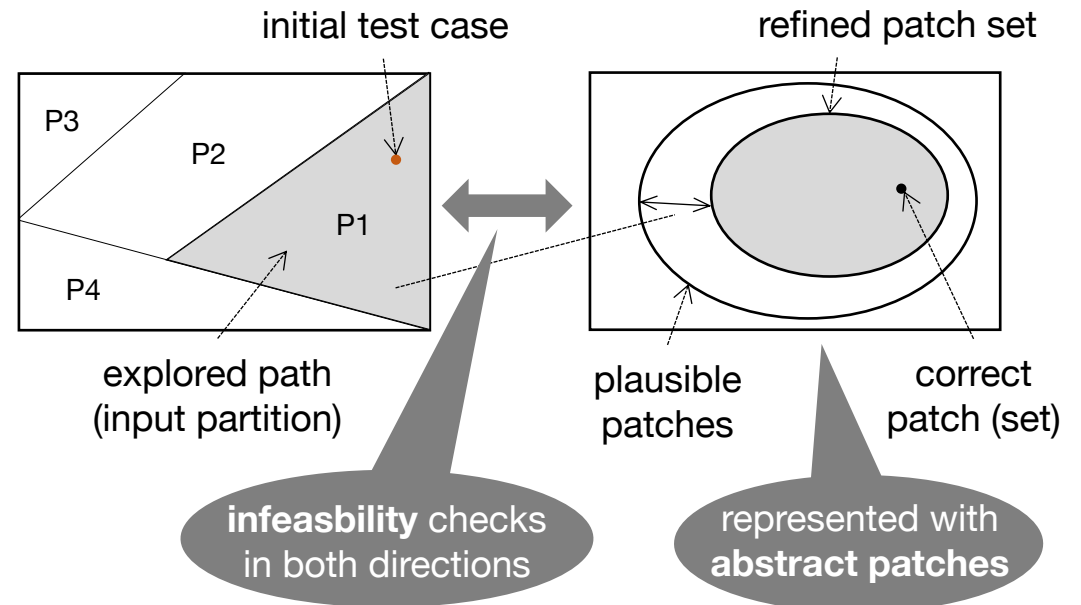 initial test case
refined patch set
P3
P2
P1
P4
explored path
(input partition)
plausible
patches
correct
patch (set)
infeasbility checks
in both directions
represented with
abstract patches